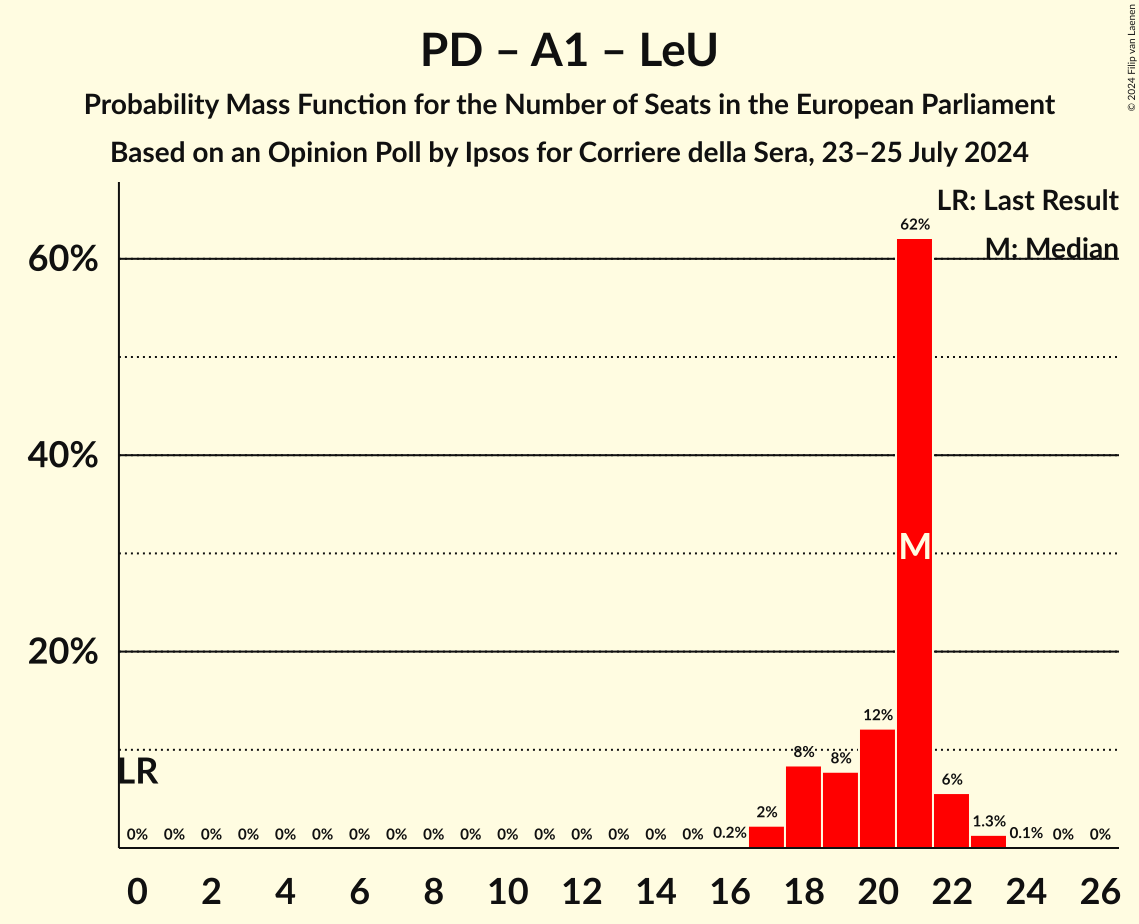 PD – A1 – LeU
Probability Mass Function for the Number of Seats in the European Parliament
Based on an Opinion Poll by Ipsos for Corriere della Sera, 23–25 July 2024
© 2024 Filip van Laenen
LR: Last Result
M: Median
60%
40%
20%
62%
M
LR
0% 0% 0% 0% 0% 0% 0% 0% 0% 0% 0% 0% 0% 0% 0% 0% 0.2% 2% 8% 8% 12% 6% 1.3% 0.1% 0% 0%
0 2 4 6 8 10 12 14 16 18 20 22 24 26